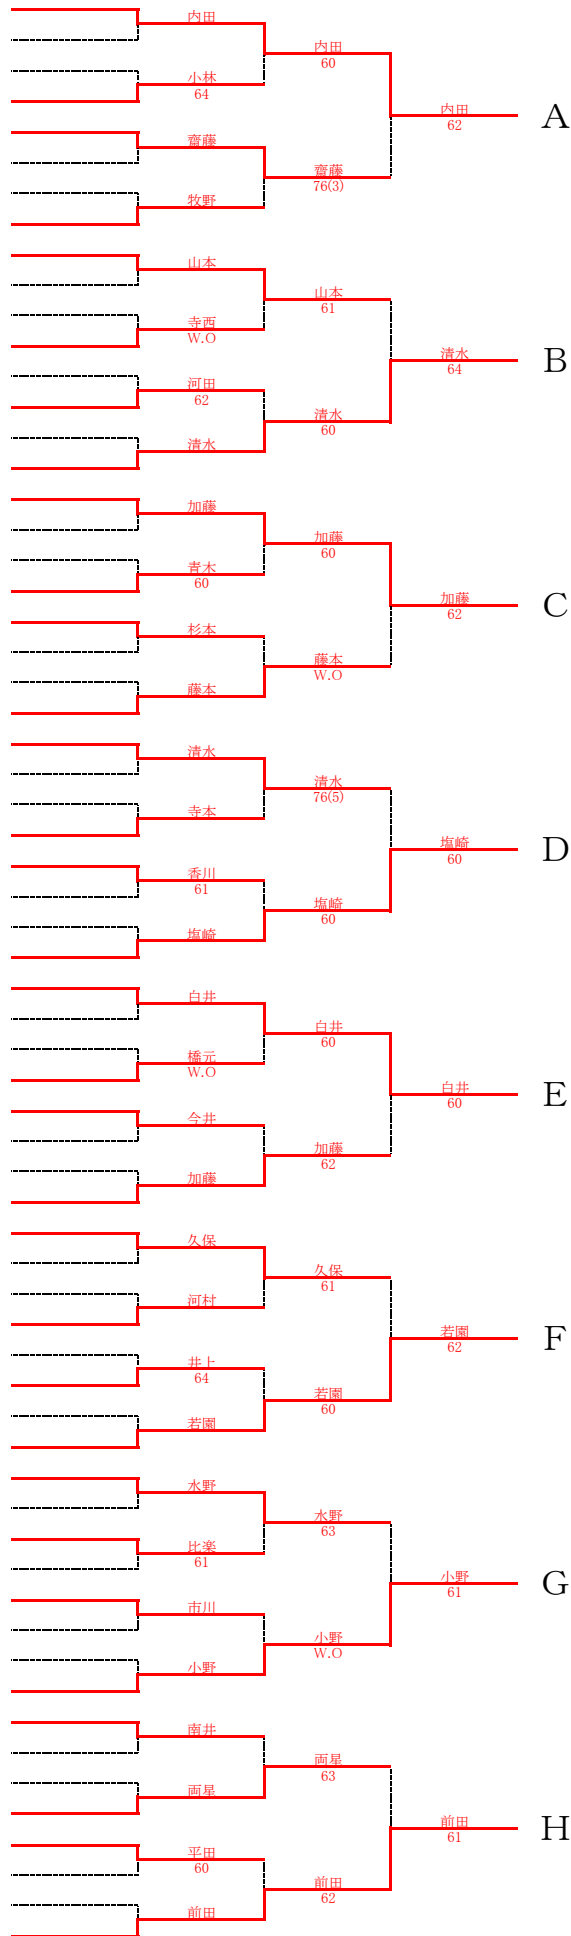 内田
内田
60
小林
64
内田
62
A
齋藤
齋藤
76(3)
牧野
山本
山本
61
寺西
W.O
清水
64
B
河田
62
清水
60
清水
加藤
加藤
60
青木
60
加藤
62
C
杉本
藤本
W.O
藤本
清水
清水
76(5)
寺本
塩崎
60
D
香川
61
塩崎
60
塩崎
白井
白井
60
橋元
W.O
白井
60
E
今井
加藤
62
加藤
久保
久保
61
河村
若園
62
F
井上
64
若園
60
若園
水野
水野
63
比楽
61
小野
61
G
市川
小野
W.O
小野
南井
両星
63
両星
前田
61
H
平田
60
前田
62
前田